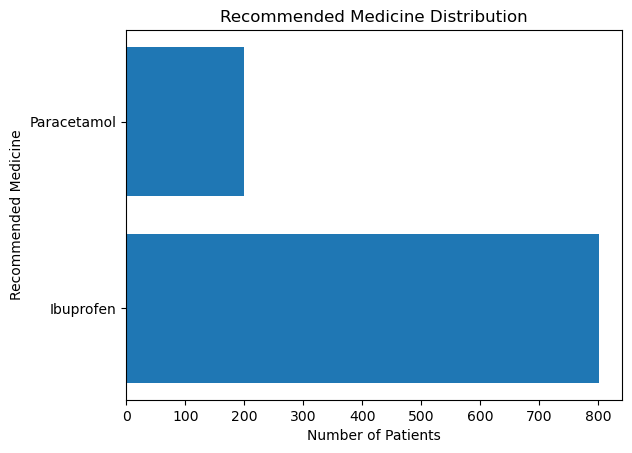 Recommended Medicine Distribution
Recommended Medicine
Paracetamol
Ibuprofen
0 100 200 300 400 500 600 700 800
Number of Patients